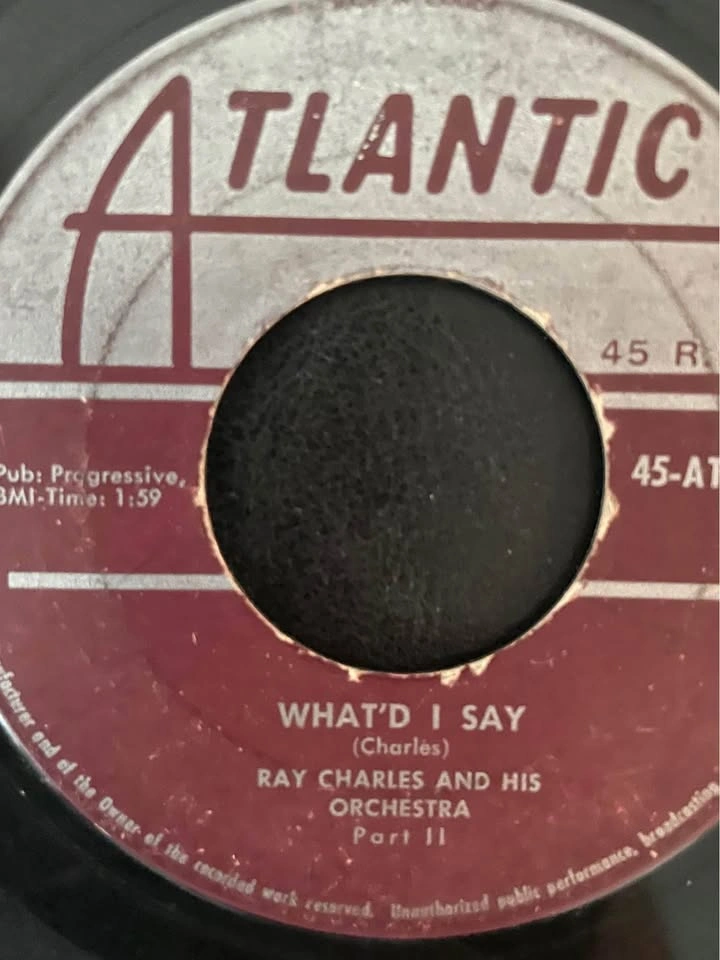 ATLANTIC
45 R.
Pub: Progressive,
BMI-Time: 1:59
45-AT
WHAT'D I SAY
(Charles)
RAY CHARLES AND HIS
ORCHESTRA
Part II
and of the Owner of the recorded work reserved. Unauthorized public performance, broadcasting